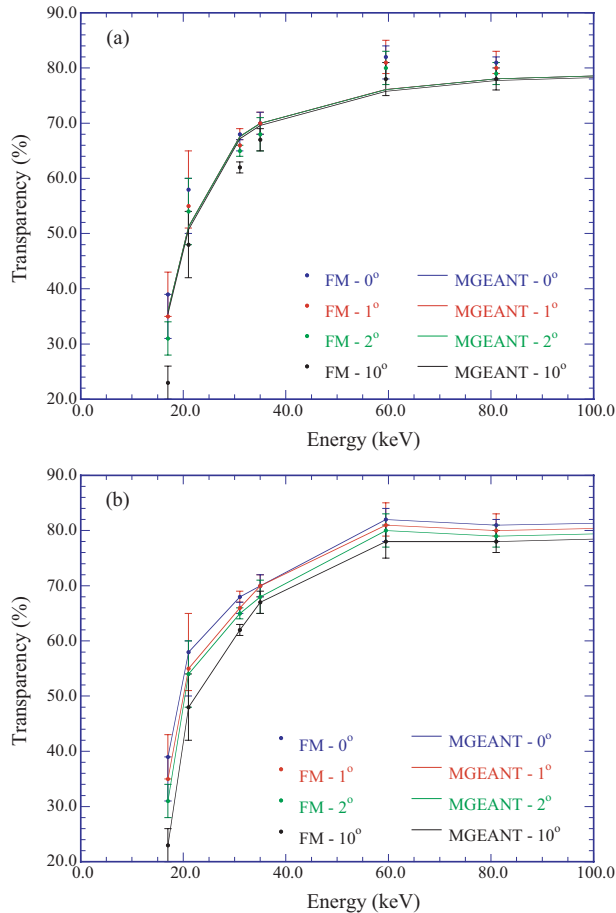 90.0
(a)
80.0
70.0
60.0
50.0
40.0
30.0
20.0
Transparency (%)
FM - 0° MGEANT - 0°
FM - 1° MGEANT - 1°
FM - 2° MGEANT - 2°
FM - 10° MGEANT - 10°
0.0 20.0 40.0 60.0 80.0 100.0
Energy (keV)
90.0
(b)
80.0
70.0
60.0
50.0
40.0
30.0
20.0
Transparency (%)
FM - 0° MGEANT - 0°
FM - 1° MGEANT - 1°
FM - 2° MGEANT - 2°
FM - 10° MGEANT - 10°
0.0 20.0 40.0 60.0 80.0 100.0
Energy (keV)